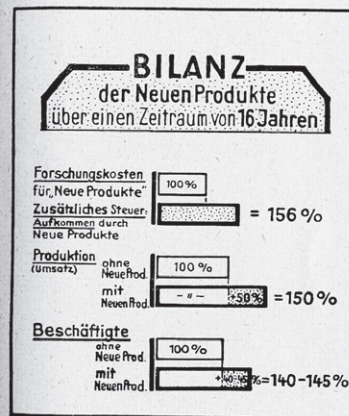 BILANZ
der Neuen Produkte
über einen Zeitraum von 16 Jahren
Forschungskosten
für „Neue Produkte"
100%
Zusätzliches Steuer-
Aufkommen durch
Neue Produkte
= 156%
Produktion
(Umsatz)
ohne
Neue Prod.
100%
mit
Neuen Prod.
- " -
+50%
=150%
Beschäftigte
ohne
Neue Prod.
100%
mit
Neuen Prod.
=140-145%